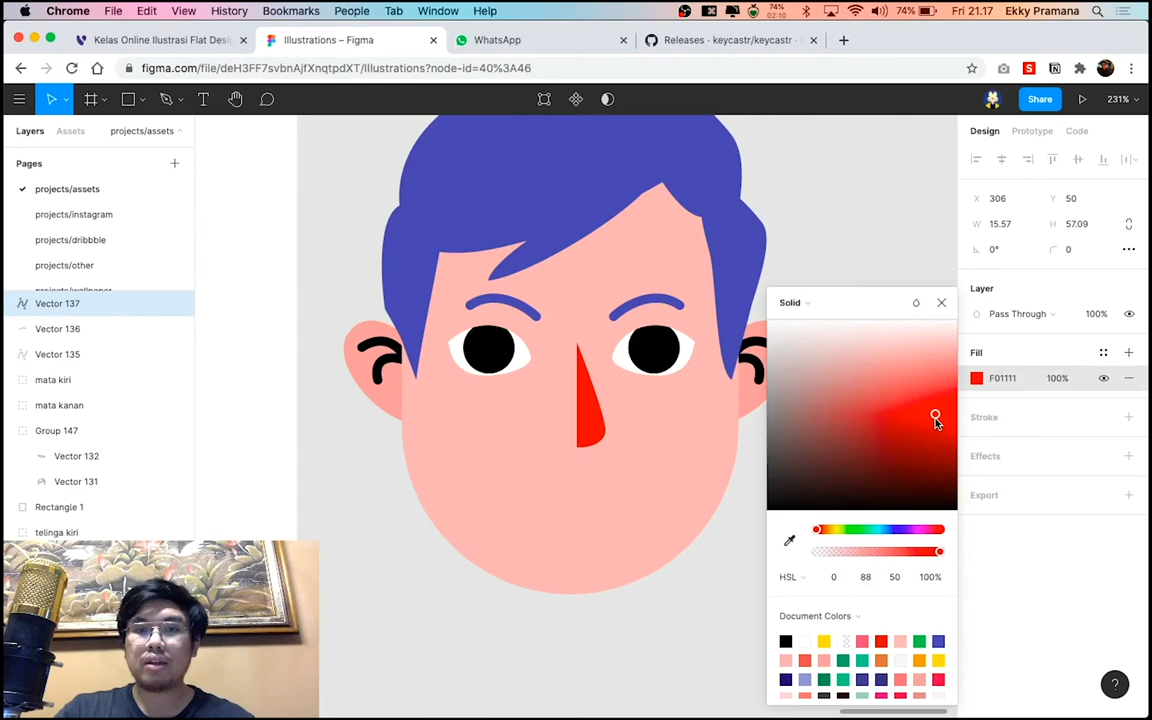 Chrome File Edit View History Bookmarks People Tab Window Help 74% 02:10 74% Fri 21.17 Ekky Pramana
Kelas Online Ilustrasi Flat Desi Illustrations – Figma WhatsApp Releases · keycastr/keycastr ·
figma.com/file/deH3FF7svbnAjfXnqtpdXT/Illustrations?node-id=40%3A46
Share 231%
Layers Assets projects/assets
Design Prototype Code
Pages
projects/assets
projects/instagram
X 306 Y 50
W 15.57 H 57.09
projects/dribbble
0° 0
projects/other
projects/wallpaper
Layer
Vector 137
Solid
Pass Through 100%
Vector 136
Vector 135
Fill
mata kiri
F01111 100%
mata kanan
Stroke
Group 147
Vector 132
Effects
Vector 131
Export
Rectangle 1
telinga kiri
HSL 0 88 50 100%
Document Colors
?